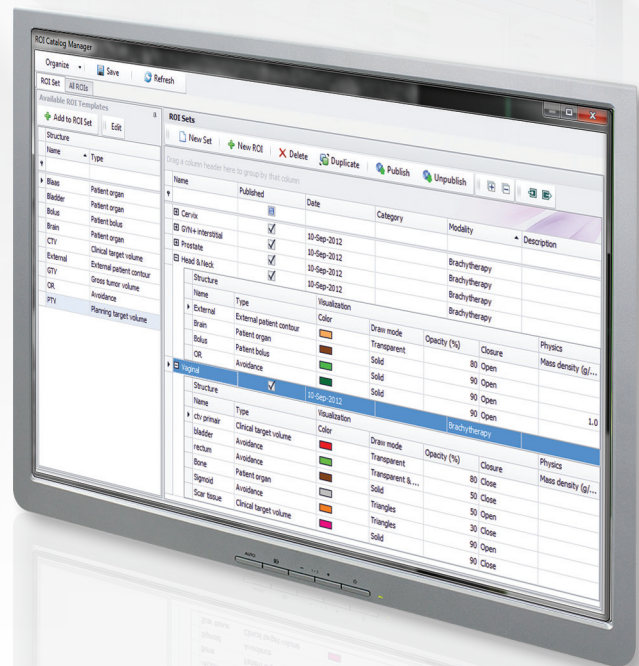 ROI Catalog Manager
Organize Save Refresh
ROI Set All ROIs
Available ROI Templates
Add to ROI Set Edit
Structure
Name Type
Blaas Patient organ
Bladder Patient organ
Bolus Patient bolus
Brain Patient organ
CTV Clinical target volume
External External patient contour
GTV Gross tumor volume
OR Avoidance
PTV Planning target volume
ROI Sets
New Set New ROI Delete Duplicate Publish Unpublish
Drag a column header here to group by that column
Name Published Date Category Modality Description
Cervix 10-Sep-2012 Brachytherapy
GYN+ interstitial 10-Sep-2012 Brachytherapy
Prostate 10-Sep-2012 Brachytherapy
Head & Neck 10-Sep-2012 Brachytherapy
Structure Visualization Physics
Name Type Color Draw mode Opacity (%) Closure Mass density (g/...
External External patient contour Transparent 80 Open
Brain Patient organ Solid 90 Open
Bolus Patient bolus Solid 90 Open 1.0
OR Avoidance Solid 90 Open
Vaginal 10-Sep-2012 Brachytherapy
Structure Visualization Physics
Name Type Color Draw mode Opacity (%) Closure Mass density (g/...
ctv primair Clinical target volume Transparent 80 Close
bladder Avoidance Transparent &... 50 Close
rectum Avoidance Solid 50 Open
Bone Patient organ Triangles 30 Close
Sigmoid Avoidance Triangles 90 Open
Scar tissue Clinical target volume Solid 90 Close
AUTO